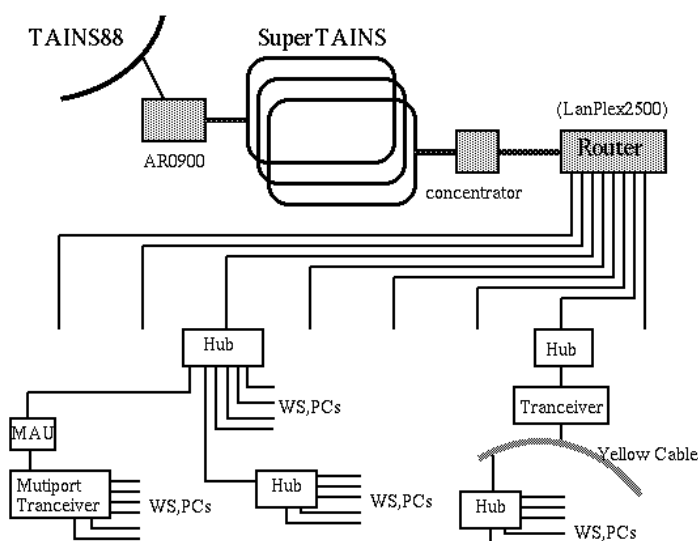 TAINS88
SuperTAINS
(LanPlex2500)
Router
AR0900
concentrator
Hub
Hub
WS,PCs
Tranceiver
MAU
Yellow Cable
Mutiport
Tranceiver
WS,PCs
Hub
WS,PCs
Hub
WS,PCs